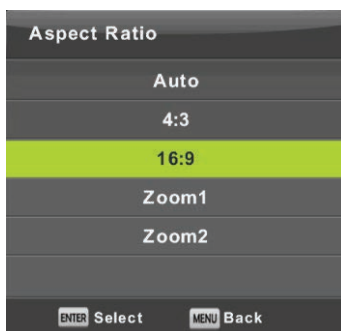 Aspect Ratio
Auto
4:3
16:9
Zoom1
Zoom2
ENTER Select MENU Back